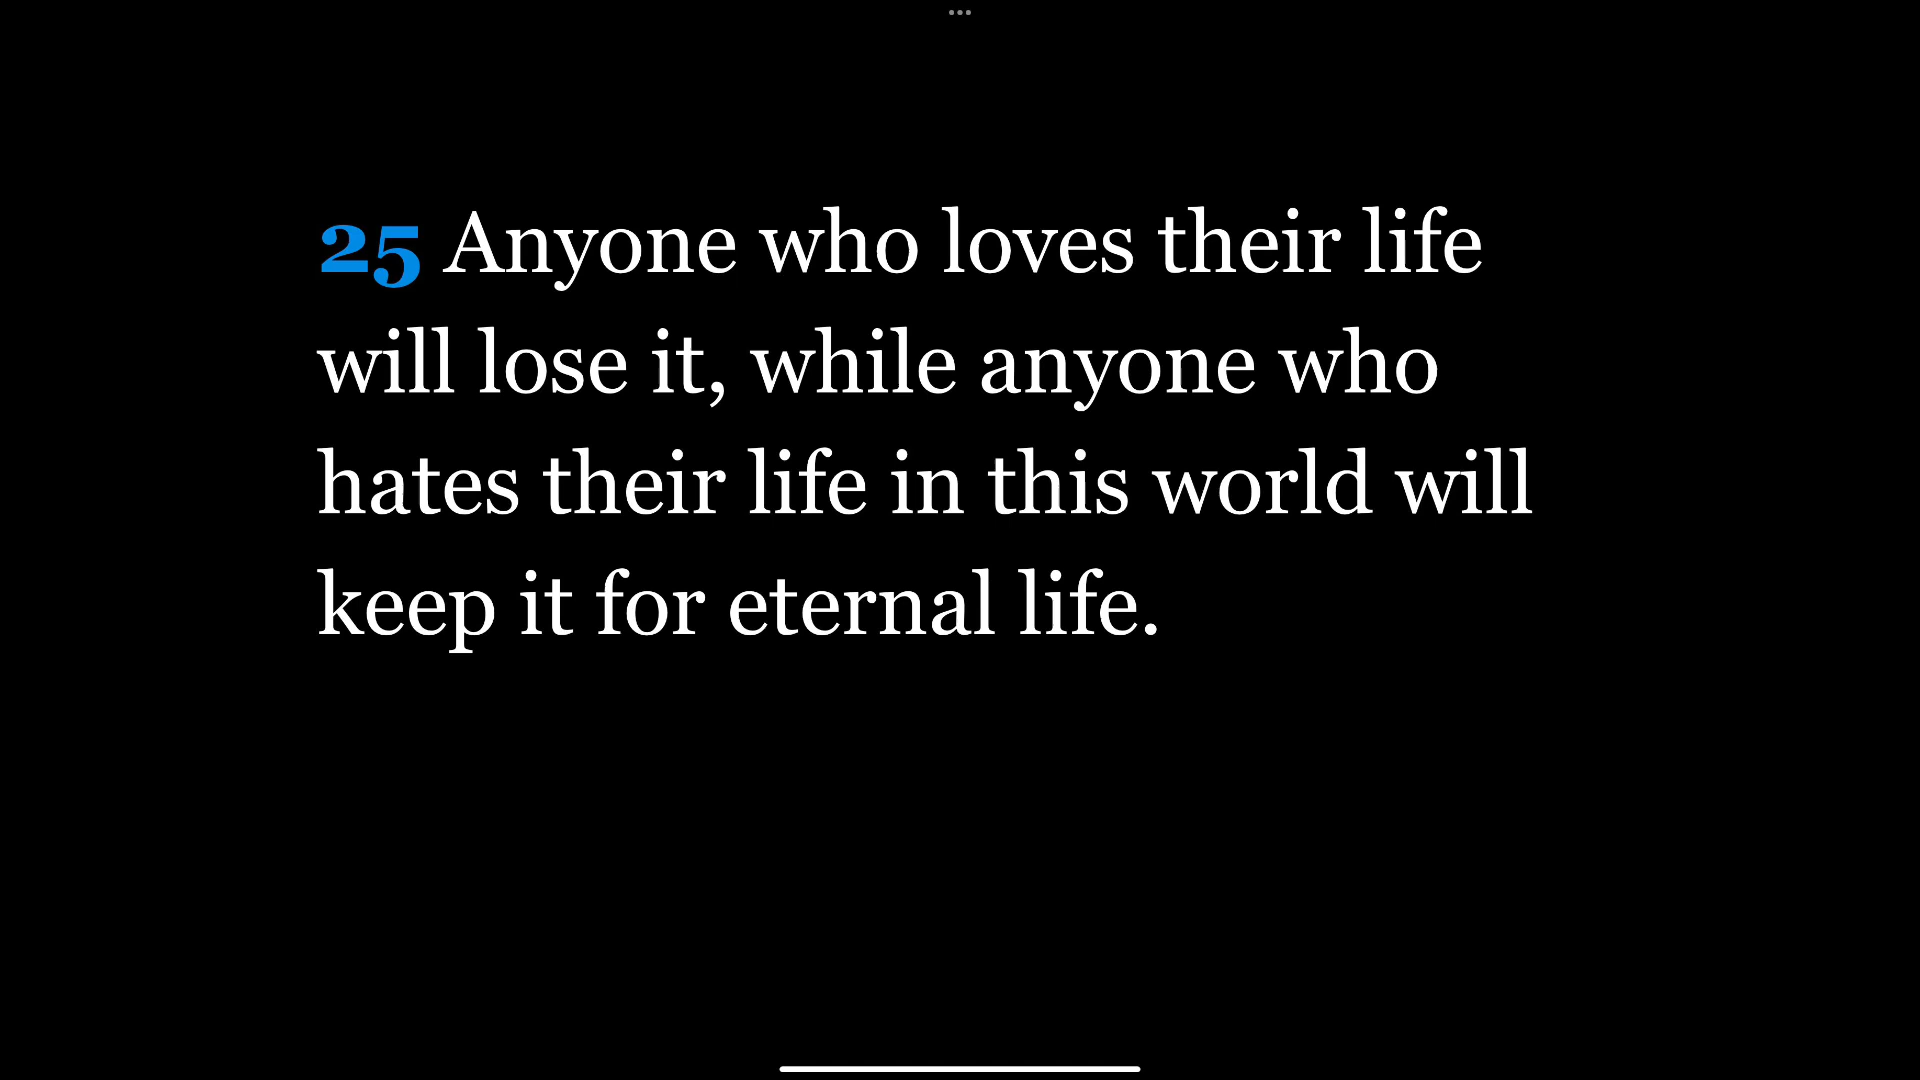 25 Anyone who loves their life
will lose it, while anyone who
hates their life in this world will
keep it for eternal life.